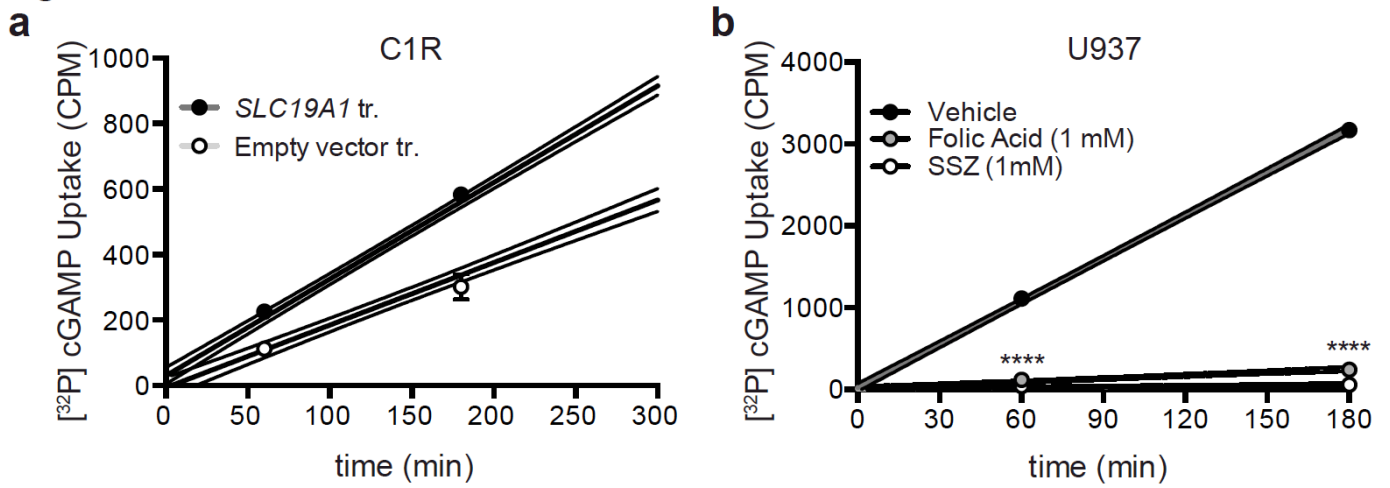 a
C1R
[³²P] cGAMP Uptake (CPM)
1000
800
600
400
200
0
SLC19A1 tr.
Empty vector tr.
0 50 100 150 200 250 300
time (min)
b
U937
[³²P] cGAMP Uptake (CPM)
4000
3000
2000
1000
0
Vehicle
Folic Acid (1 mM)
SSZ (1mM)
**** ****
0 30 60 90 120 150 180
time (min)